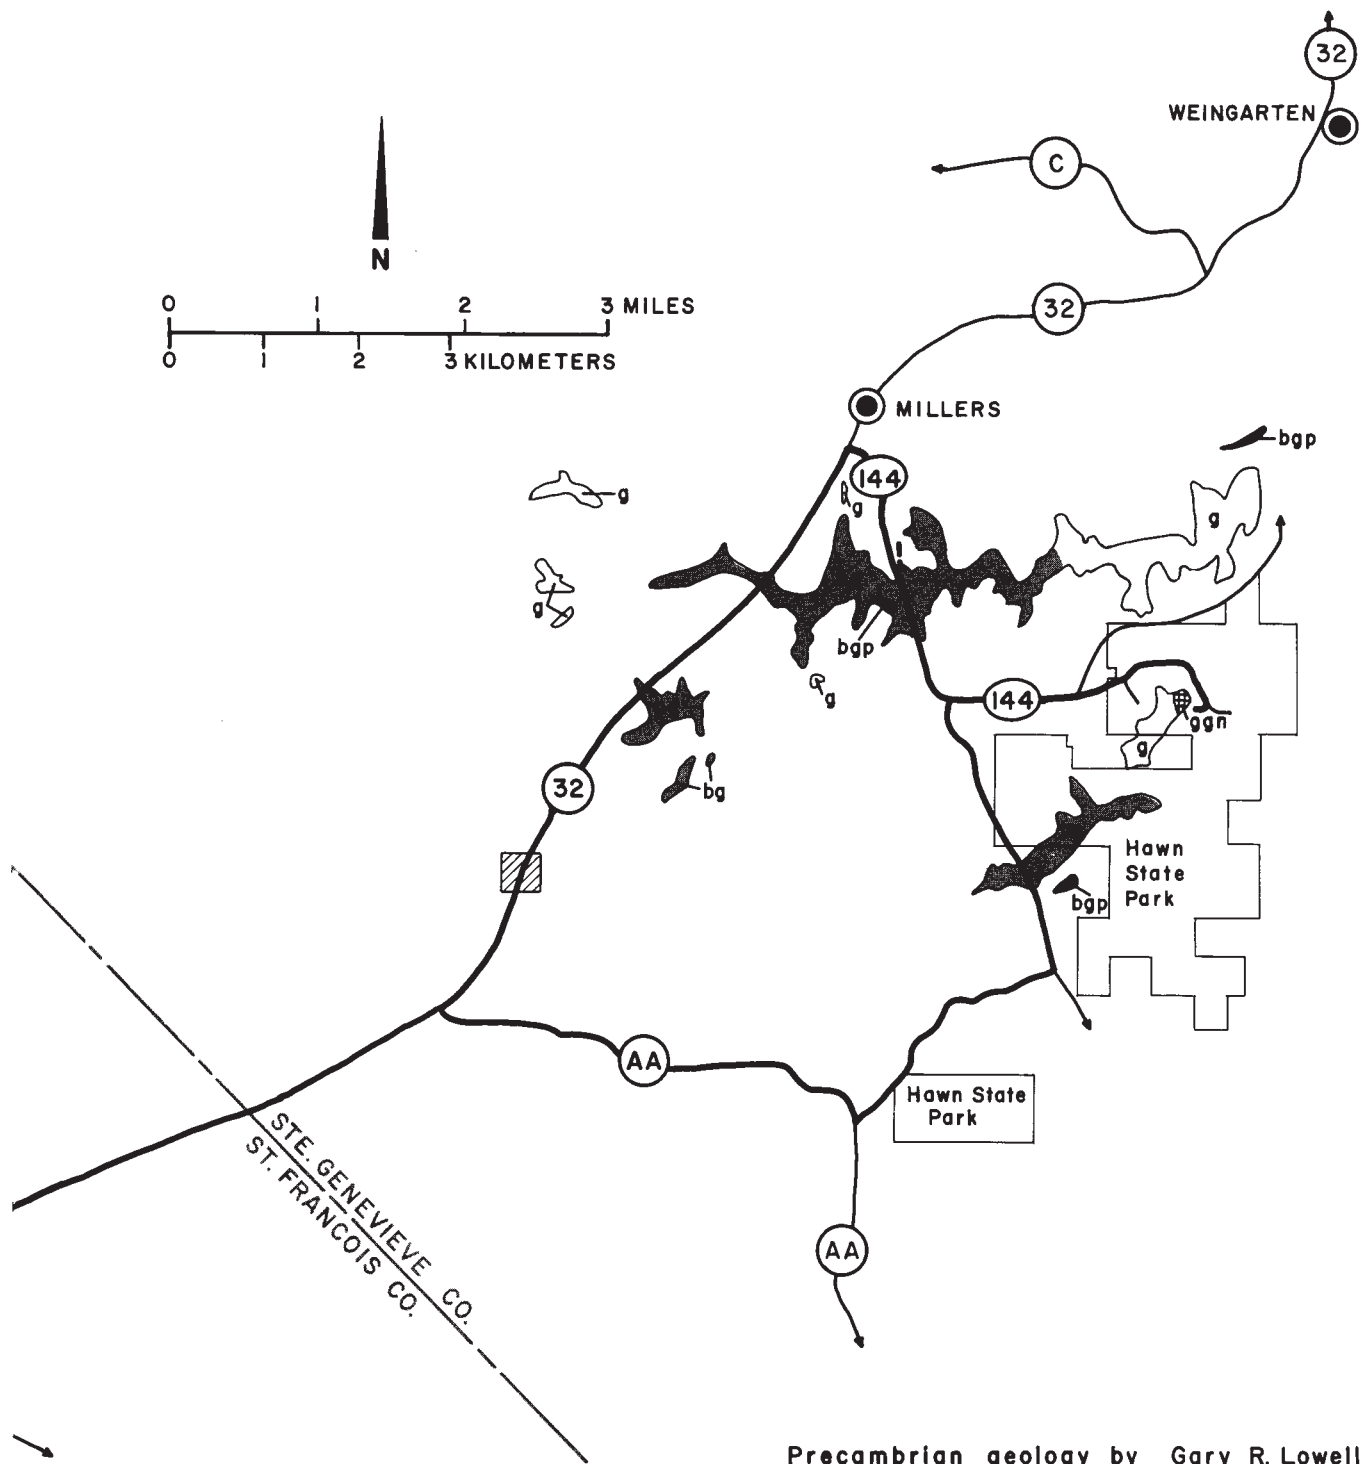 32
WEINGARTEN
C
N
0 1 2 3 MILES
0 1 2 3 KILOMETERS
32
MILLERS
bgp
144
g
Rg
g
g
bgp
Rg
144
ggn
g
bg
32
Hawn
State
Park
bgp
AA
Hawn State
Park
STE. GENEVIEVE CO.
ST. FRANCOIS CO.
AA
Precambrian geology by Gary R. Lowell